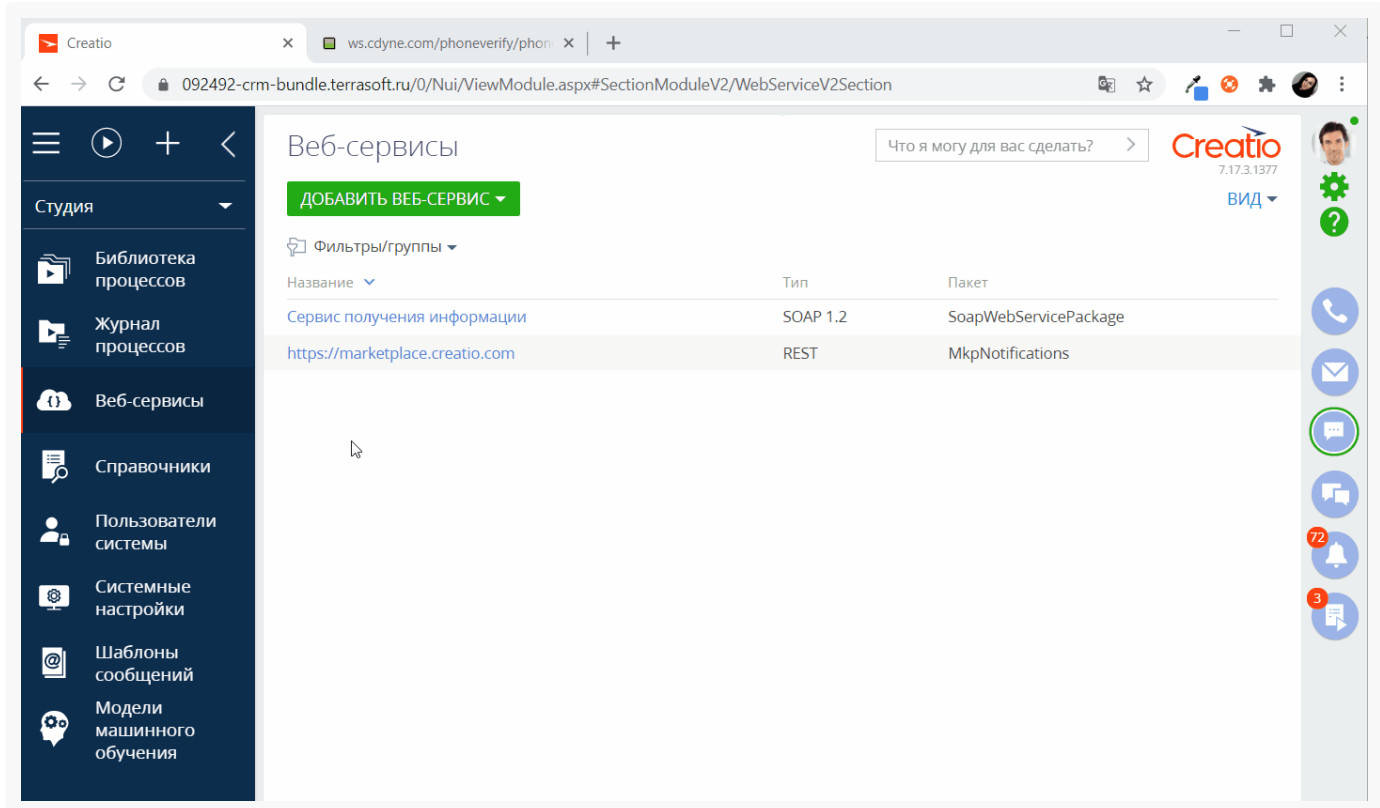 Creatio
ws.cdyne.com/phoneverify/phon
092492-crm-bundle.terrasoft.ru/0/Nui/ViewModule.aspx#SectionModuleV2/WebServiceV2Section
Веб-сервисы
Что я могу для вас сделать?
Creatio
7.17.3.1377
Студия
ДОБАВИТЬ ВЕБ-СЕРВИС
ВИД
Фильтры/группы
Название Тип Пакет
Сервис получения информации SOAP 1.2 SoapWebServicePackage
https://marketplace.creatio.com REST MkpNotifications
Библиотека
процессов
Журнал
процессов
Веб-сервисы
Справочники
Пользователи
системы
Системные
настройки
Шаблоны
сообщений
Модели
машинного
обучения
72
3